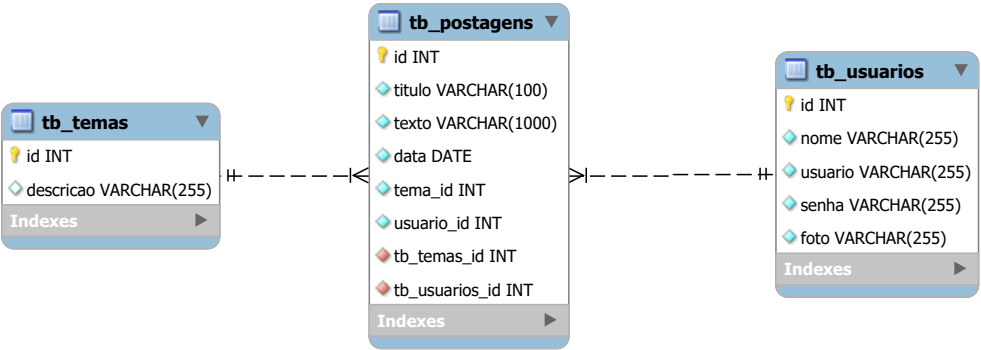 tb_temas
id INT
descricao VARCHAR(255)
Indexes
tb_postagens
id INT
titulo VARCHAR(100)
texto VARCHAR(1000)
data DATE
tema_id INT
usuario_id INT
tb_temas_id INT
tb_usuarios_id INT
Indexes
tb_usuarios
id INT
nome VARCHAR(255)
usuario VARCHAR(255)
senha VARCHAR(255)
foto VARCHAR(255)
Indexes